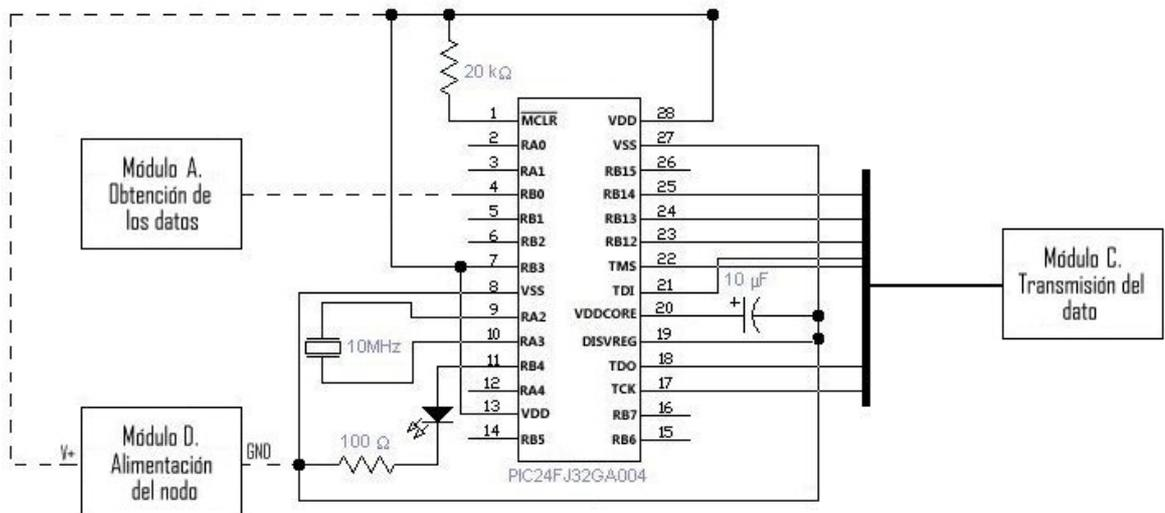 20 kΩ
1 MCLR VDD 28
2 RA0 VSS 27
3 RA1 RB15 26
4 RB0 RB14 25
5 RB1 RB13 24
6 RB2 RB12 23
7 RB3 TMS 22
8 VSS TDI 21
9 RA2 VDDCORE 20
10 RA3 DISVREG 19
11 RB4 TDO 18
12 RA4 TCK 17
13 VDD RB7 16
14 RB5 RB6 15
PIC24FJ32GA004
Módulo A.
Obtención de
los datos
10MHz
10 µF
+
Módulo C.
Transmisión del
dato
V+
Módulo D.
Alimentación
del nodo
GND
100 Ω